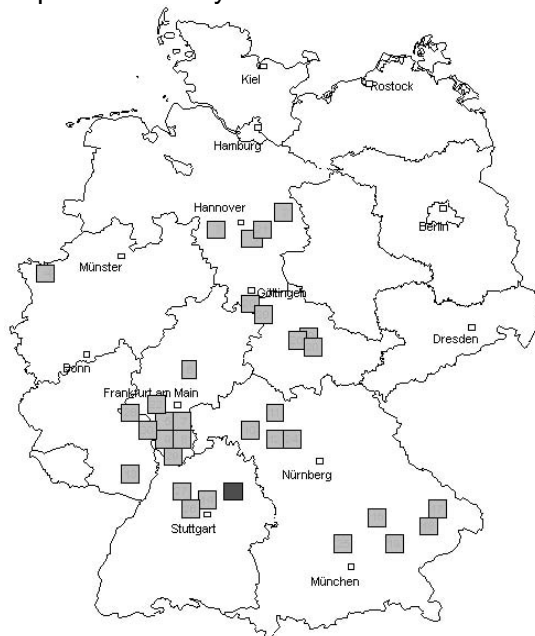 Kiel
Rostock
Hamburg
Hannover
Berlin
Münster
Göttingen
Dresden
Bonn
Frankfurt am Main
Nürnberg
Stuttgart
München